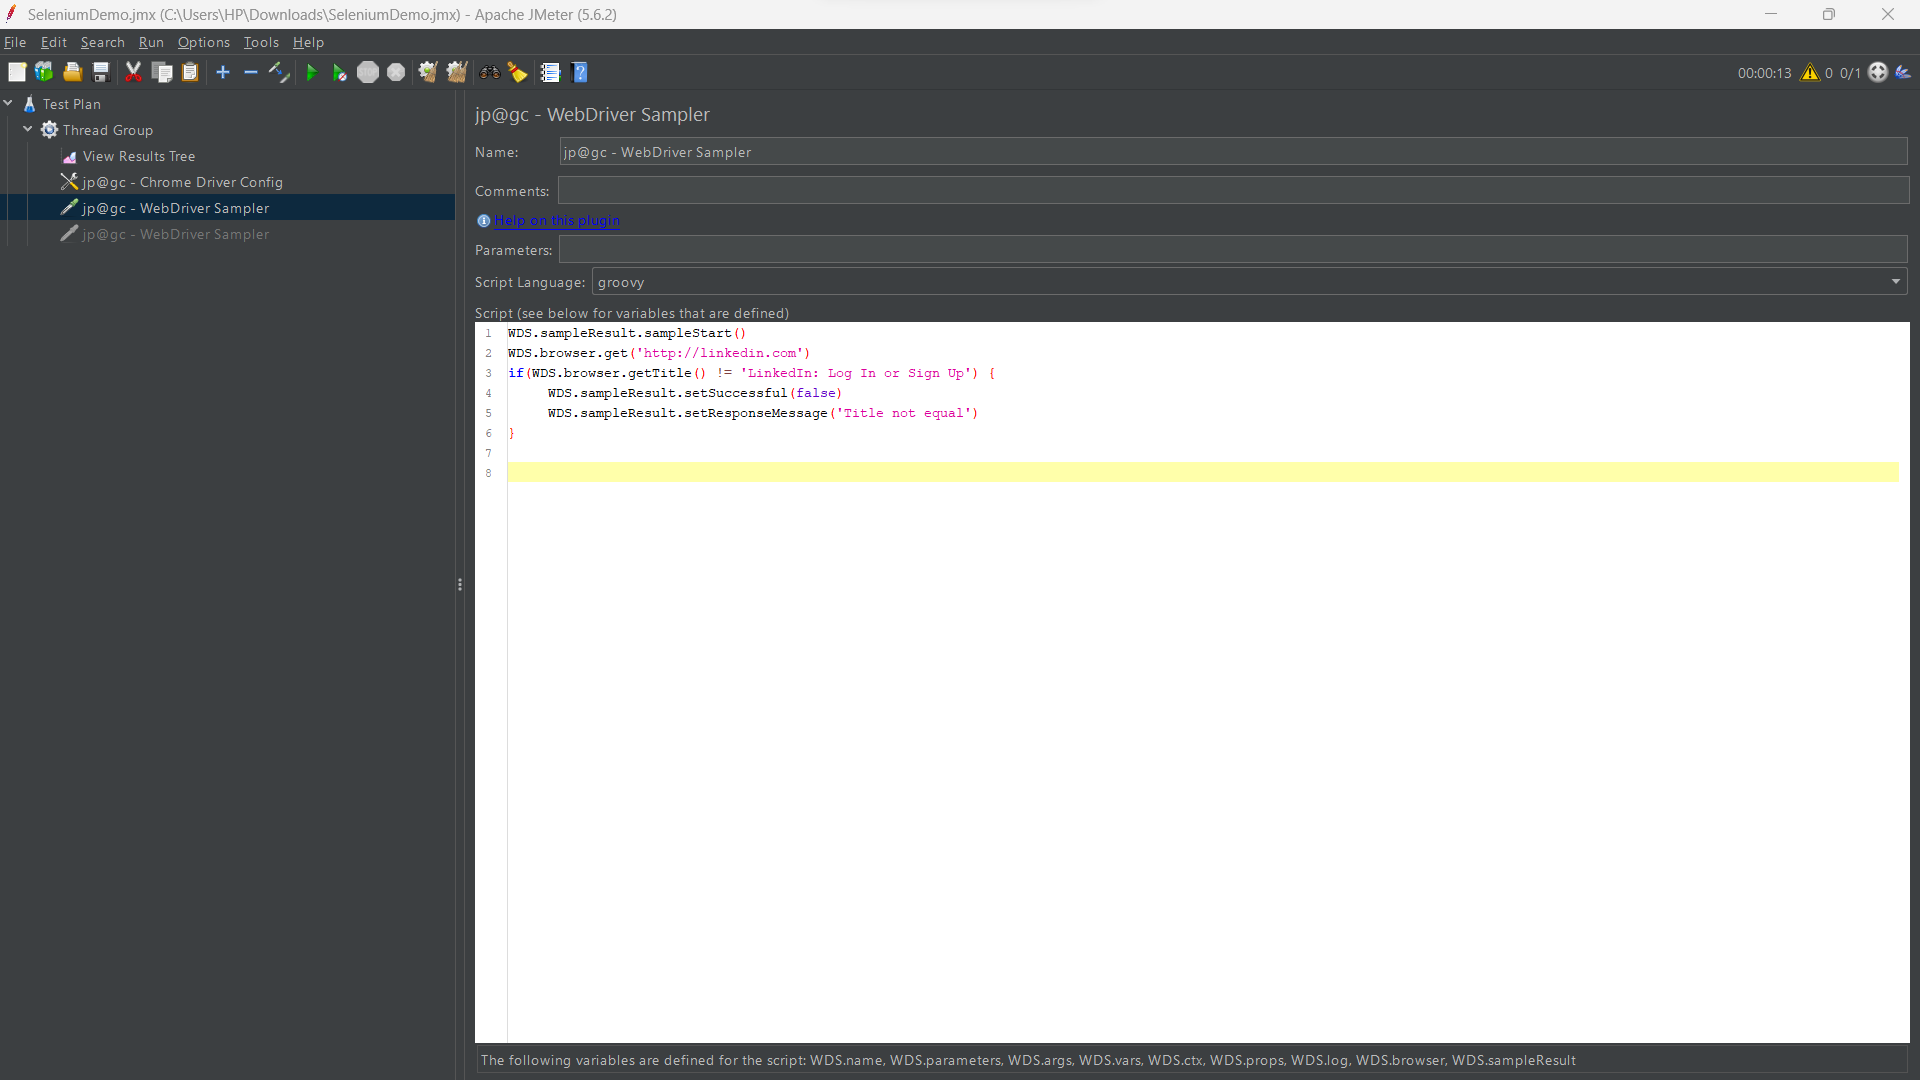 SeleniumDemo.jmx (C:\Users\HP\Downloads\SeleniumDemo.jmx) - Apache JMeter (5.6.2)
File Edit Search Run Options Tools Help
00:00:13 0 0/1
Test Plan
Thread Group
View Results Tree
jp@gc - Chrome Driver Config
jp@gc - WebDriver Sampler
jp@gc - WebDriver Sampler
jp@gc - WebDriver Sampler
Name: jp@gc - WebDriver Sampler
Comments:
Help on this plugin
Parameters:
Script Language: groovy
Script (see below for variables that are defined)
1 WDS.sampleResult.sampleStart()
2 WDS.browser.get('http://linkedin.com')
3 if(WDS.browser.getTitle() != 'LinkedIn: Log In or Sign Up') {
4 WDS.sampleResult.setSuccessful(false)
5 WDS.sampleResult.setResponseMessage('Title not equal')
6 }
7
8
The following variables are defined for the script: WDS.name, WDS.parameters, WDS.args, WDS.vars, WDS.ctx, WDS.props, WDS.log, WDS.browser, WDS.sampleResult